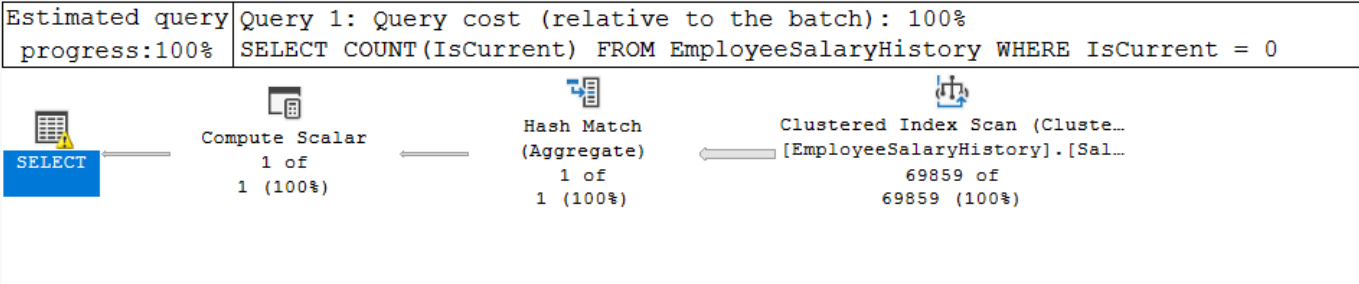 Estimated query progress:100%
Query 1: Query cost (relative to the batch): 100%
SELECT COUNT(IsCurrent) FROM EmployeeSalaryHistory WHERE IsCurrent = 0
SELECT
Compute Scalar
1 of
1 (100%)
Hash Match
(Aggregate)
1 of
1 (100%)
Clustered Index Scan (Cluste…
[EmployeeSalaryHistory].[Sal…
69859 of
69859 (100%)